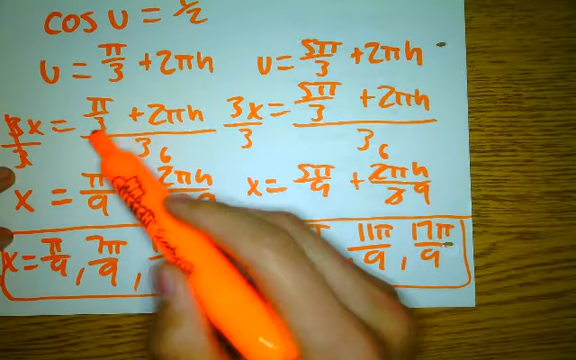 cos u = 1/2
u = π/3 + 2πn   u = 5π/3 + 2πn
3x = π/3 + 2πn   3x = 5π/3 + 2πn
3   3   3   3
x = π/9   2πn   x = 5π/9 + 2πn
x = π/9, 7π/9,   11π/9, 17π/9